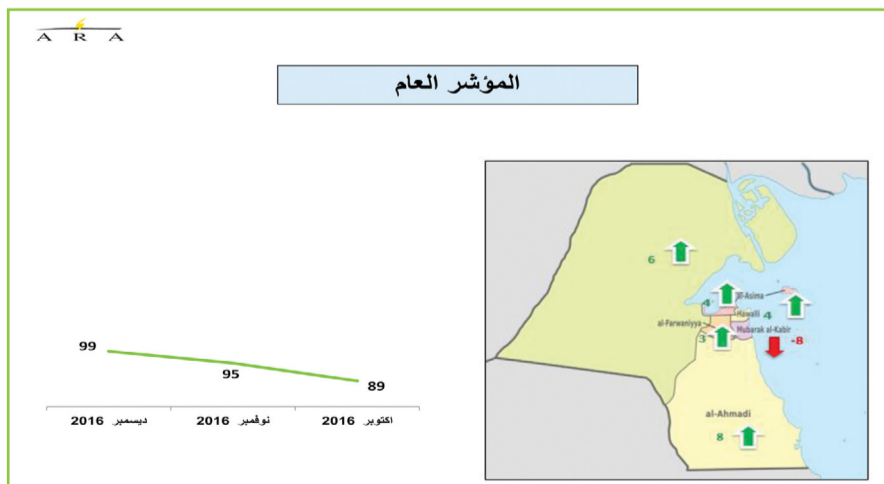 A R A
المؤشر العام
99
95
89
ديسمبر 2016
نوفمبر 2016
اكتوبر 2016
6
4
al-Asima
Hawalli 4
al-Farwaniyya
Mubarak al-Kabir
3
-8
al-Ahmadi
8